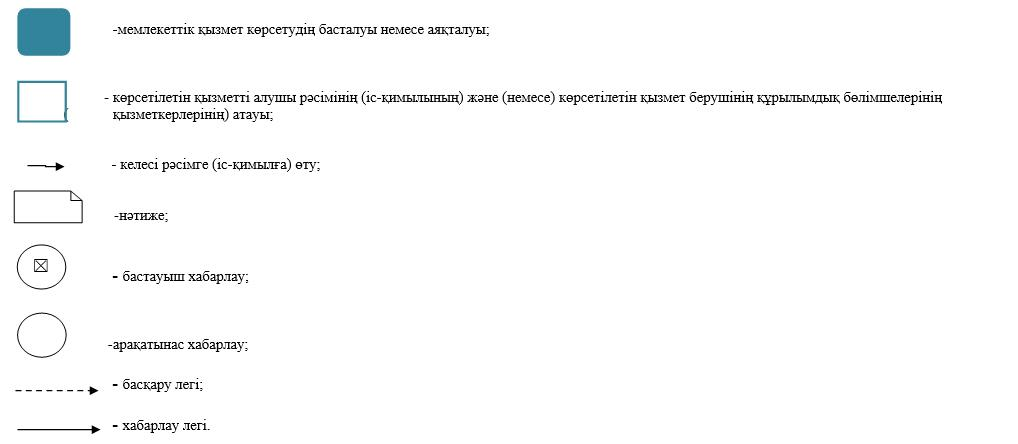 -мемлекеттік қызмет көрсетудің басталуы немесе аяқталуы;
- көрсетілетін қызметті алушы рәсімінің (іс-қимылының) және (немесе) көрсетілетін қызмет берушінің құрылымдық бөлімшелерінің
қызметкерлерінің) атауы;
- келесі рәсімге (іс-қимылға) өту;
-нәтиже;
- бастауыш хабарлау;
-арақатынас хабарлау;
- басқару легі;
- хабарлау легі.